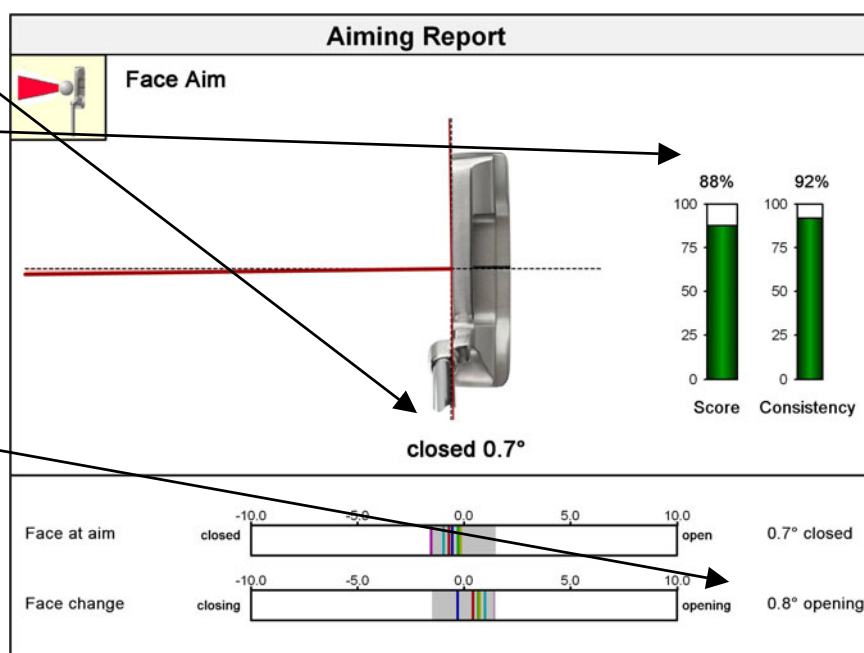 Aiming Report
Face Aim
88% 92%
100 100
75 75
50 50
25 25
0 0
Score Consistency
closed 0.7°
-10.0 -5.0 0.0 5.0 10.0
Face at aim closed open 0.7° closed
-10.0 -5.0 0.0 5.0 10.0
Face change closing opening 0.8° opening